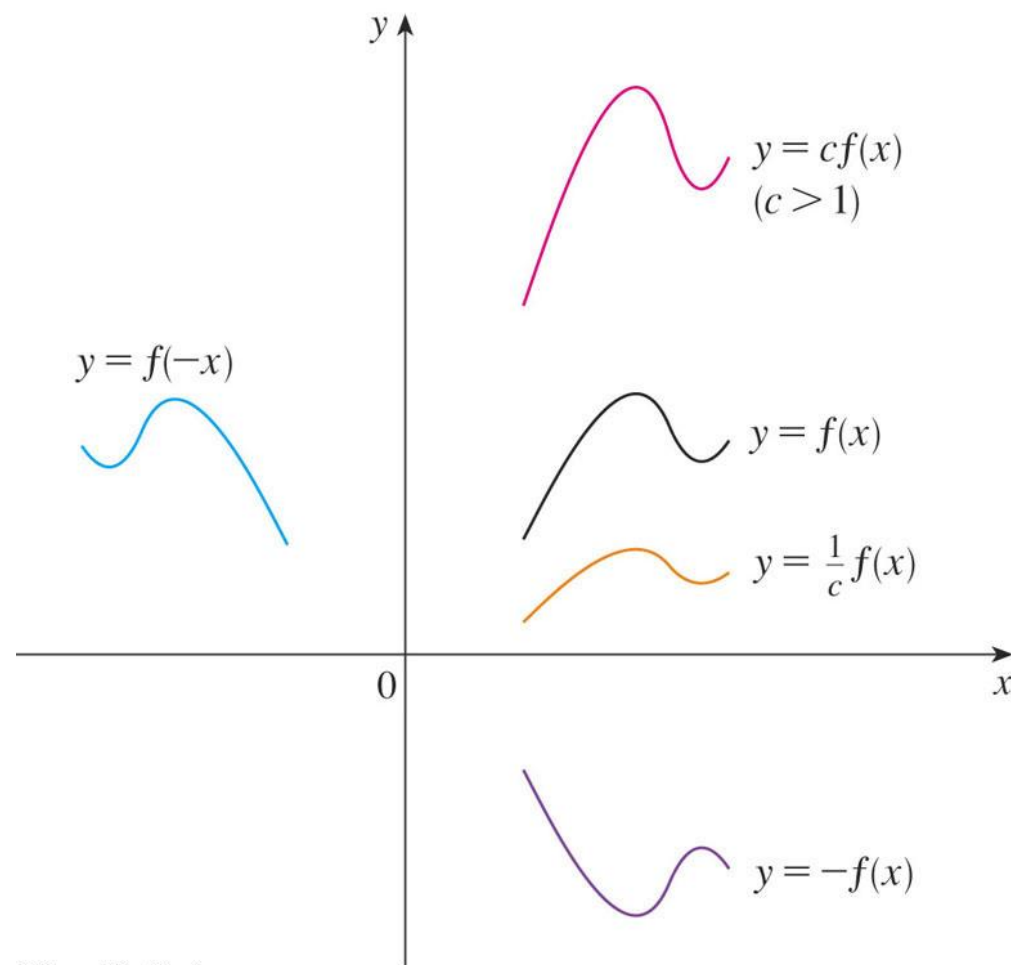 y
y = cf(x)
(c > 1)
y = f(−x)
y = f(x)
y = 1/c f(x)
0
x
y = −f(x)